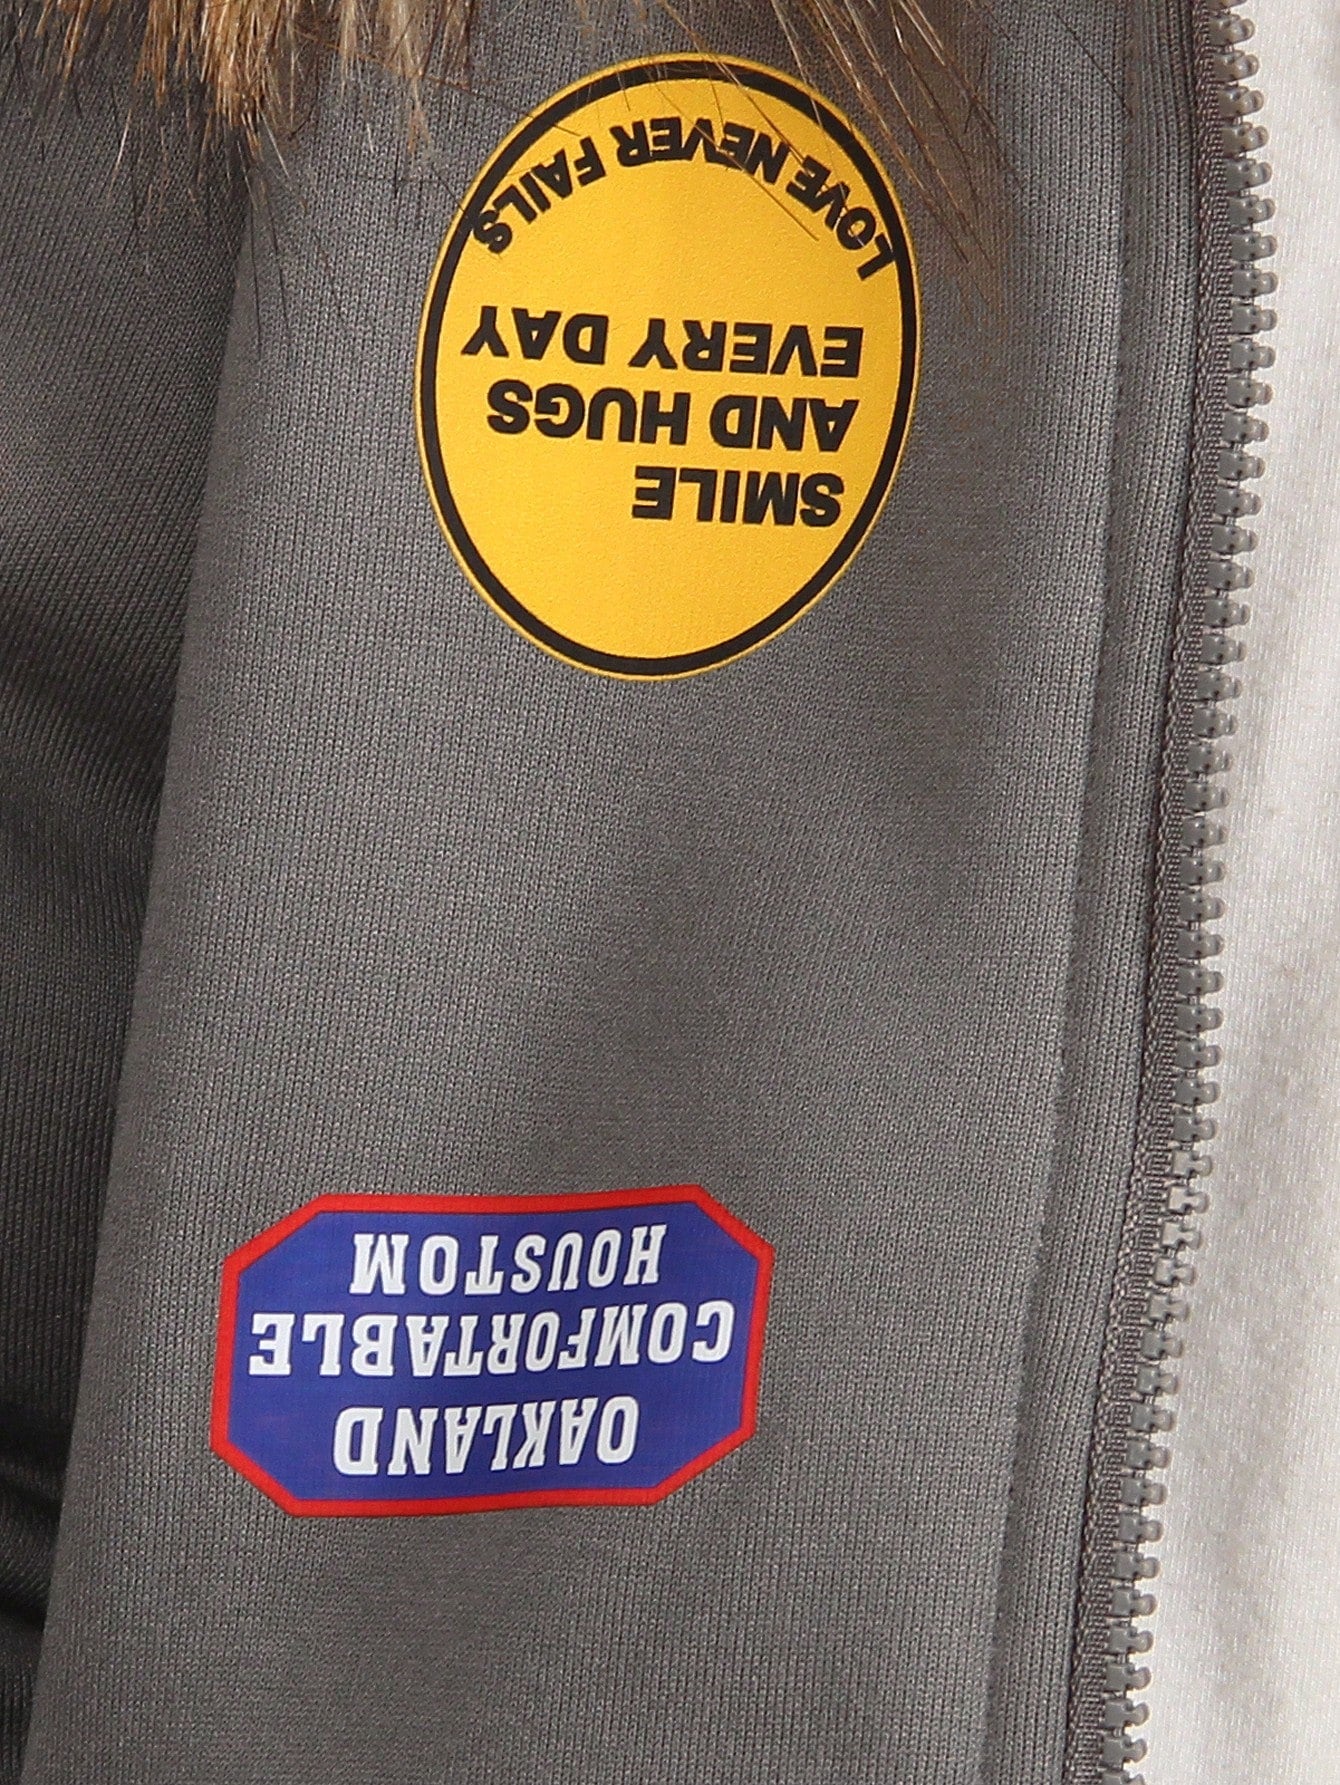 SMILE
AND HUGS
EVERY DAY
LOVE NEVER FAILS
OAKLAND
COMFORTABLE
HOUSTOM